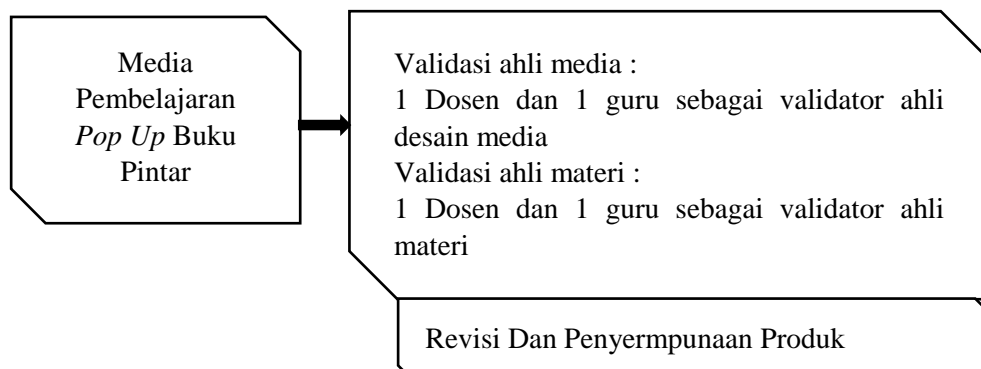 Media
Pembelajaran
Pop Up Buku
Pintar
Validasi ahli media :
1 Dosen dan 1 guru sebagai validator ahli
desain media
Validasi ahli materi :
1 Dosen dan 1 guru sebagai validator ahli
materi
Revisi Dan Penyermpunaan Produk